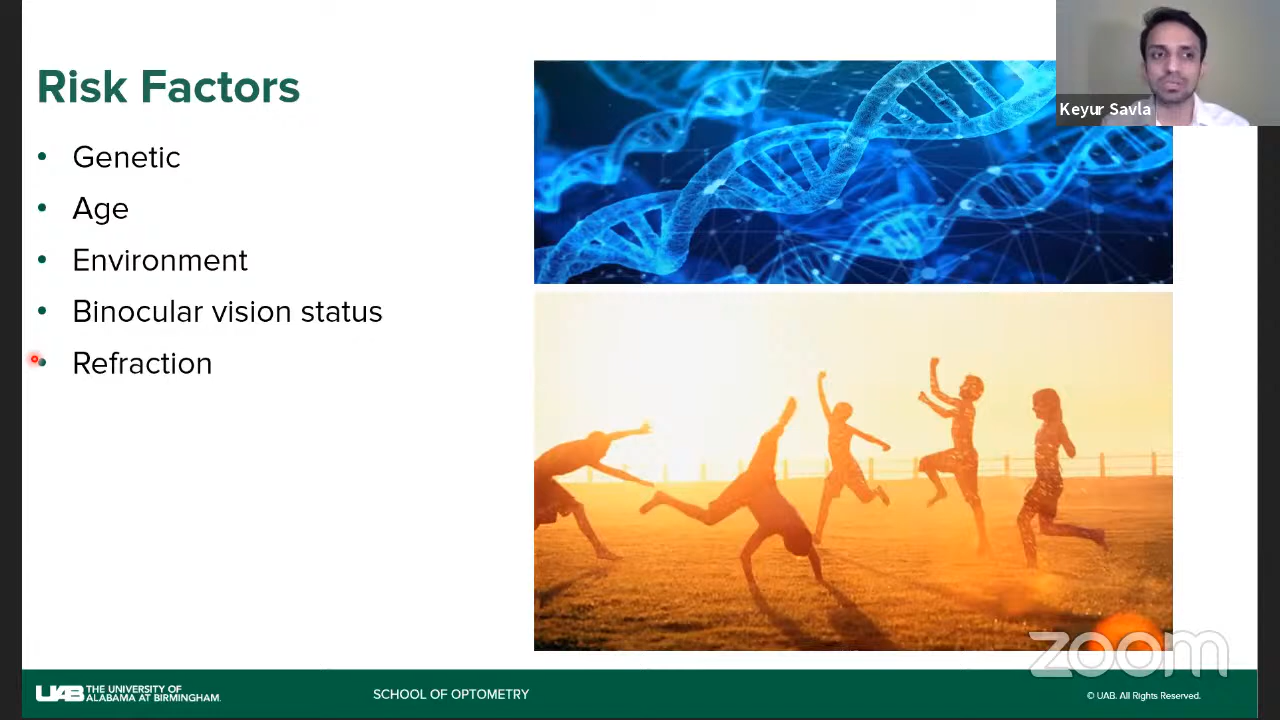 Keyur Savla
Risk Factors
• Genetic
• Age
• Environment
• Binocular vision status
• Refraction
zoom
UAB THE UNIVERSITY OF
ALABAMA AT BIRMINGHAM.
SCHOOL OF OPTOMETRY
© UAB. All Rights Reserved.